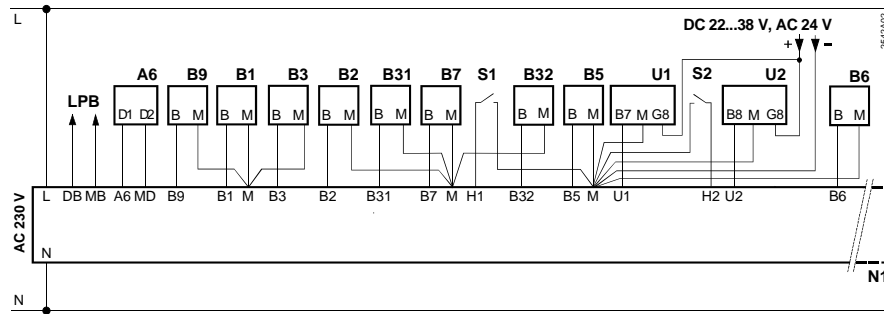 L
DC 22...38 V, AC 24 V
+ -
A6 B9 B1 B3 B2 B31 B7 S1 B32 B5 U1 S2 U2 B6
LPB
D1 D2 B M B M B M B M B M B M B M B M B7 M G8 B8 M G8 B M
L DB MB A6 MD B9 B1 M B3 B2 B31 B7 M H1 B32 B5 M U1 H2 U2 B6
AC 230 V
N
N1
N